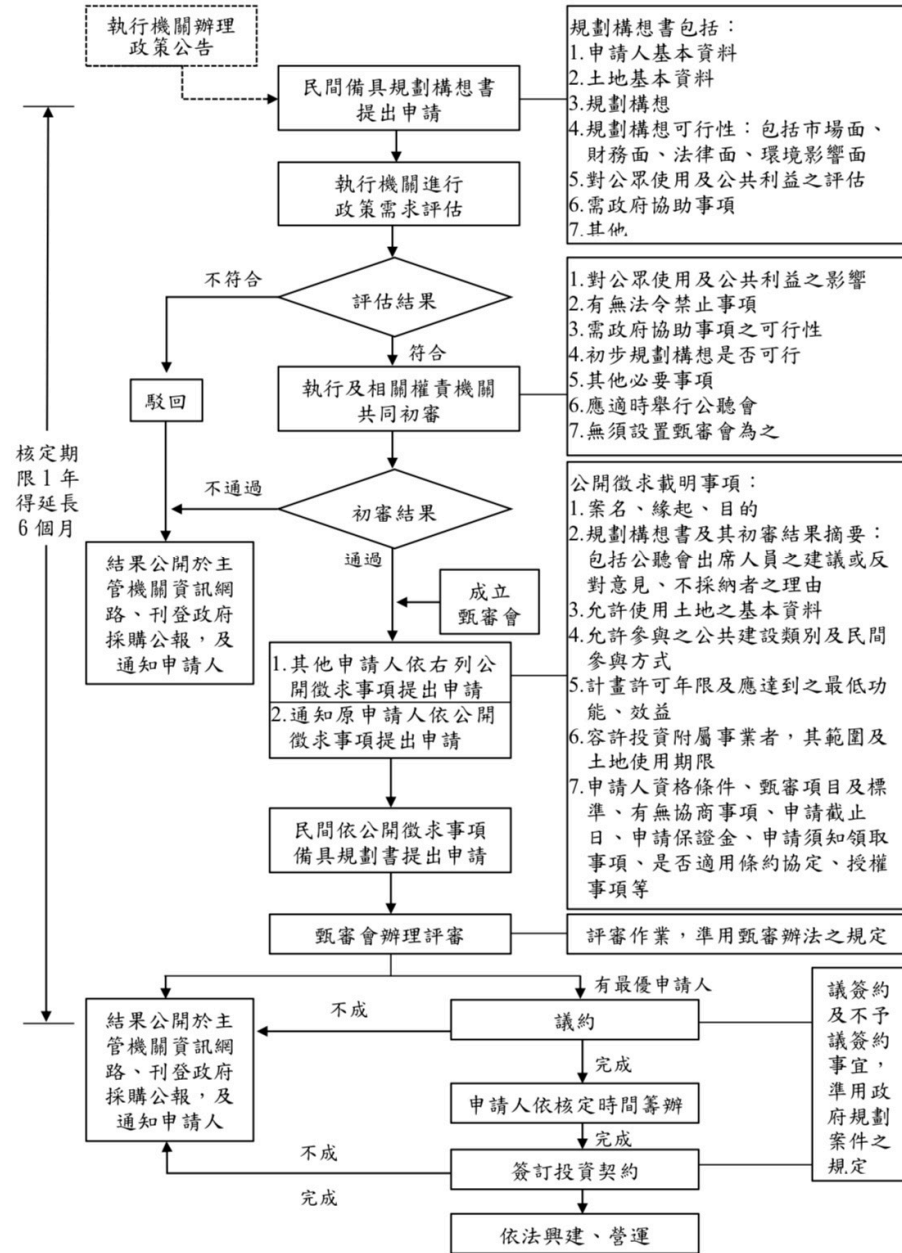 執行機關辦理
政策公告
民間備具規劃構想書
提出申請
規劃構想書包括：
1.申請人基本資料
2.土地基本資料
3.規劃構想
4.規劃構想可行性：包括市場面、
財務面、法律面、環境影響面
5.對公眾使用及公共利益之評估
6.需政府協助事項
7.其他
執行機關進行
政策需求評估
不符合
評估結果
符合
1.對公眾使用及公共利益之影響
2.有無法令禁止事項
3.需政府協助事項之可行性
4.初步規劃構想是否可行
5.其他必要事項
6.應適時舉行公聽會
7.無須設置甄審會為之
駁回
執行及相關權責機關
共同初審
核定期
限1年
得延長
6個月
不通過
初審結果
通過
結果公開於主
管機關資訊網
路、刊登政府
採購公報，及
通知申請人
成立
甄審會
公開徵求載明事項：
1.案名、緣起、目的
2.規劃構想書及其初審結果摘要：
包括公聽會出席人員之建議或反
對意見、不採納者之理由
3.允許使用土地之基本資料
4.允許參與之公共建設類別及民間
參與方式
5.計畫許可年限及應達到之最低功
能、效益
6.容許投資附屬事業者，其範圍及
土地使用期限
7.申請人資格條件、甄審項目及標
準、有無協商事項、申請截止
日、申請保證金、申請須知領取
事項、是否適用條約協定、授權
事項等
1.其他申請人依右列公
開徵求事項提出申請
2.通知原申請人依公開
徵求事項提出申請
民間依公開徵求事項
備具規劃書提出申請
甄審會辦理評審
評審作業，準用甄審辦法之規定
有最優申請人
不成
議約
結果公開於主
管機關資訊網
路、刊登政府
採購公報，及
通知申請人
完成
申請人依核定時間籌辦
完成
不成
簽訂投資契約
完成
依法興建、營運
議簽約
及不予
議簽約
事宜，
準用政
府規劃
案件之
規定